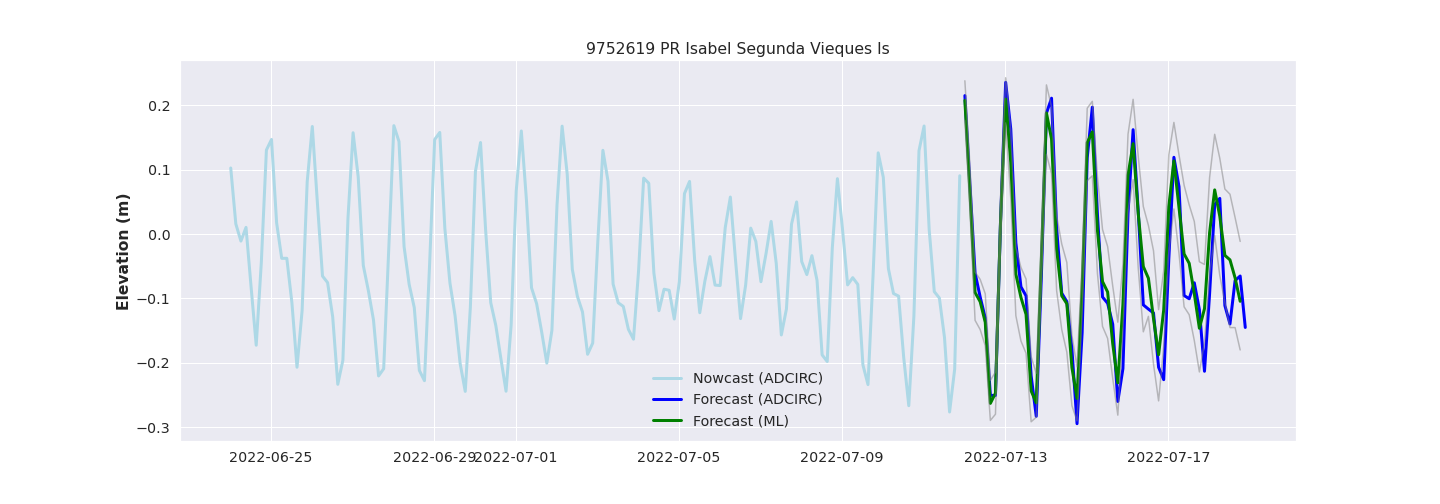 9752619 PR Isabel Segunda Vieques Is
Elevation (m)
0.2
0.1
0.0
−0.1
−0.2
−0.3
Nowcast (ADCIRC)
Forecast (ADCIRC)
Forecast (ML)
2022-06-25
2022-06-29
2022-07-01
2022-07-05
2022-07-09
2022-07-13
2022-07-17